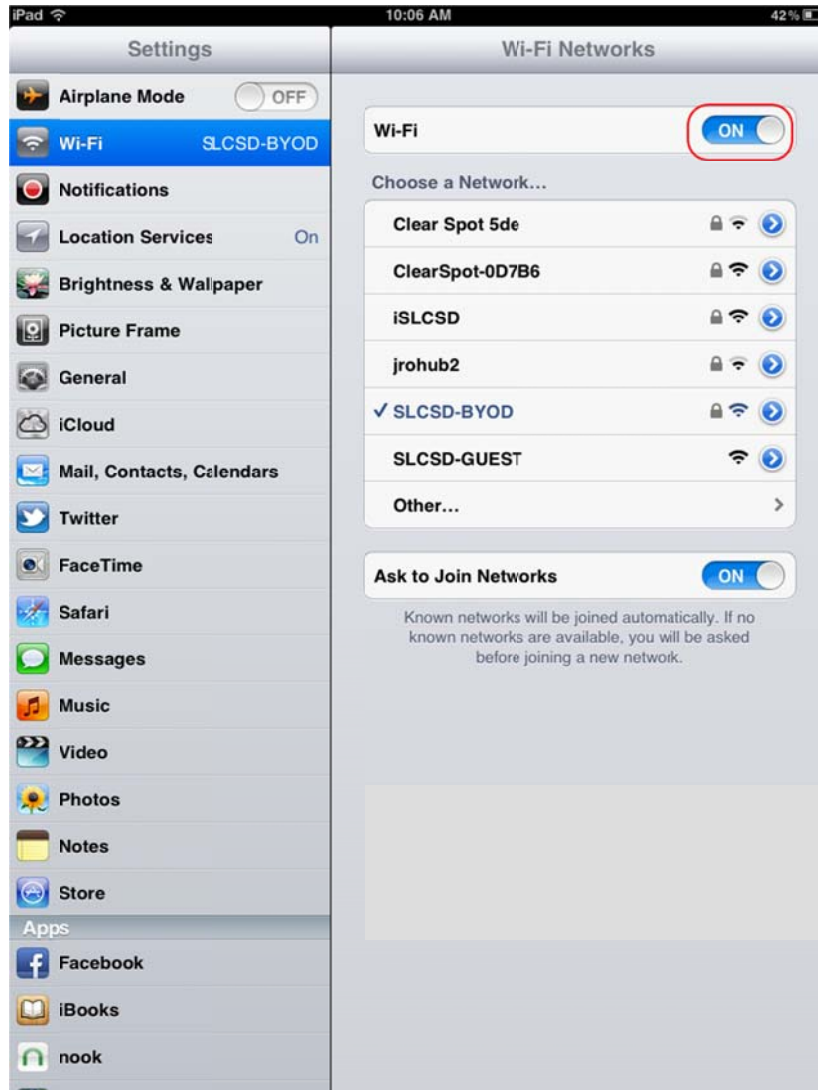 iPad 10:06 AM 42%
Settings
Airplane Mode OFF
Wi-Fi SLCSD-BYOD
Notifications
Location Services On
Brightness & Wallpaper
Picture Frame
General
iCloud
Mail, Contacts, Calendars
Twitter
FaceTime
Safari
Messages
Music
Video
Photos
Notes
Store
Apps
Facebook
iBooks
nook
Wi-Fi Networks
Wi-Fi ON
Choose a Network...
Clear Spot 5de
ClearSpot-0D7B6
iSLCSD
jrohub2
SLCSD-BYOD
SLCSD-GUEST
Other...
Ask to Join Networks ON
Known networks will be joined automatically. If no
known networks are available, you will be asked
before joining a new network.